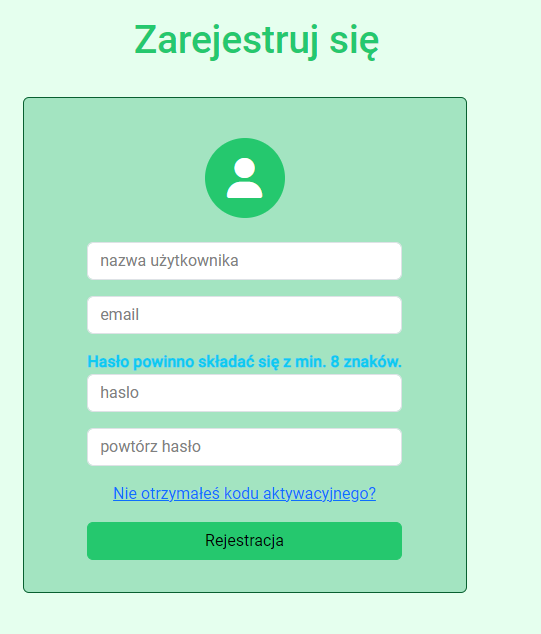 Zarejestruj się
nazwa użytkownika
email
Hasło powinno składać się z min. 8 znaków.
haslo
powtórz hasło
Nie otrzymałeś kodu aktywacyjnego?
Rejestracja